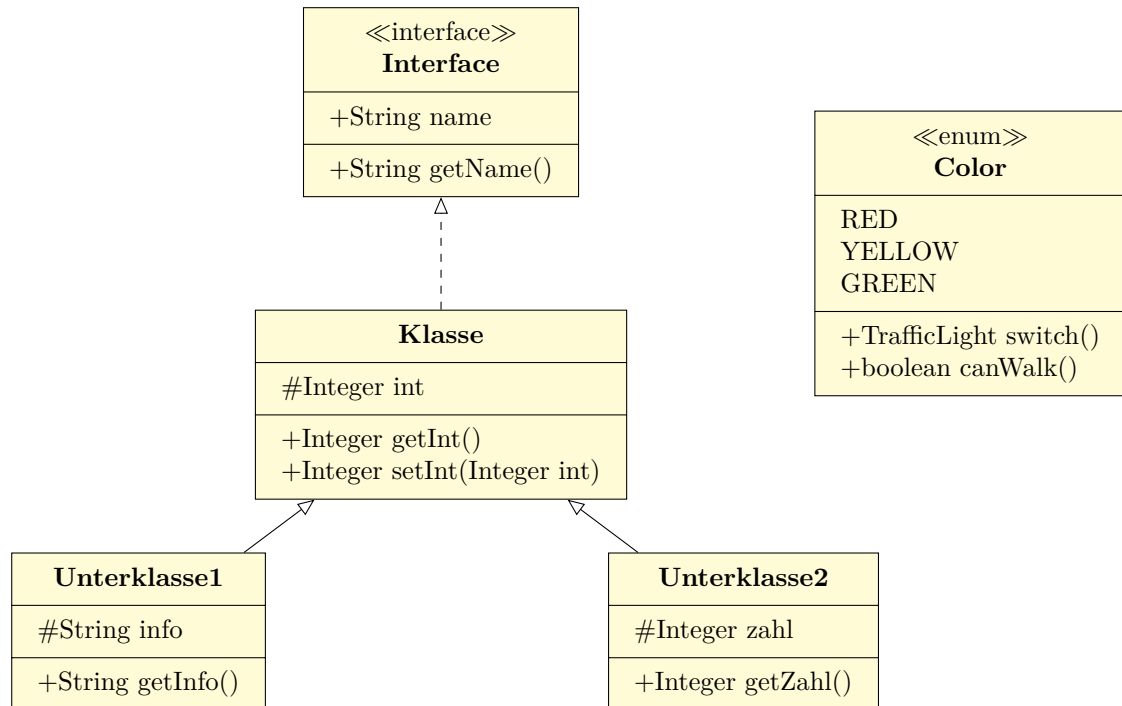 ≪interface≫
Interface
+String name
+String getName()
≪enum≫
Color
RED
YELLOW
GREEN
+TrafficLight switch()
+boolean canWalk()
Klasse
#Integer int
+Integer getInt()
+Integer setInt(Integer int)
Unterklasse1
#String info
+String getInfo()
Unterklasse2
#Integer zahl
+Integer getZahl()